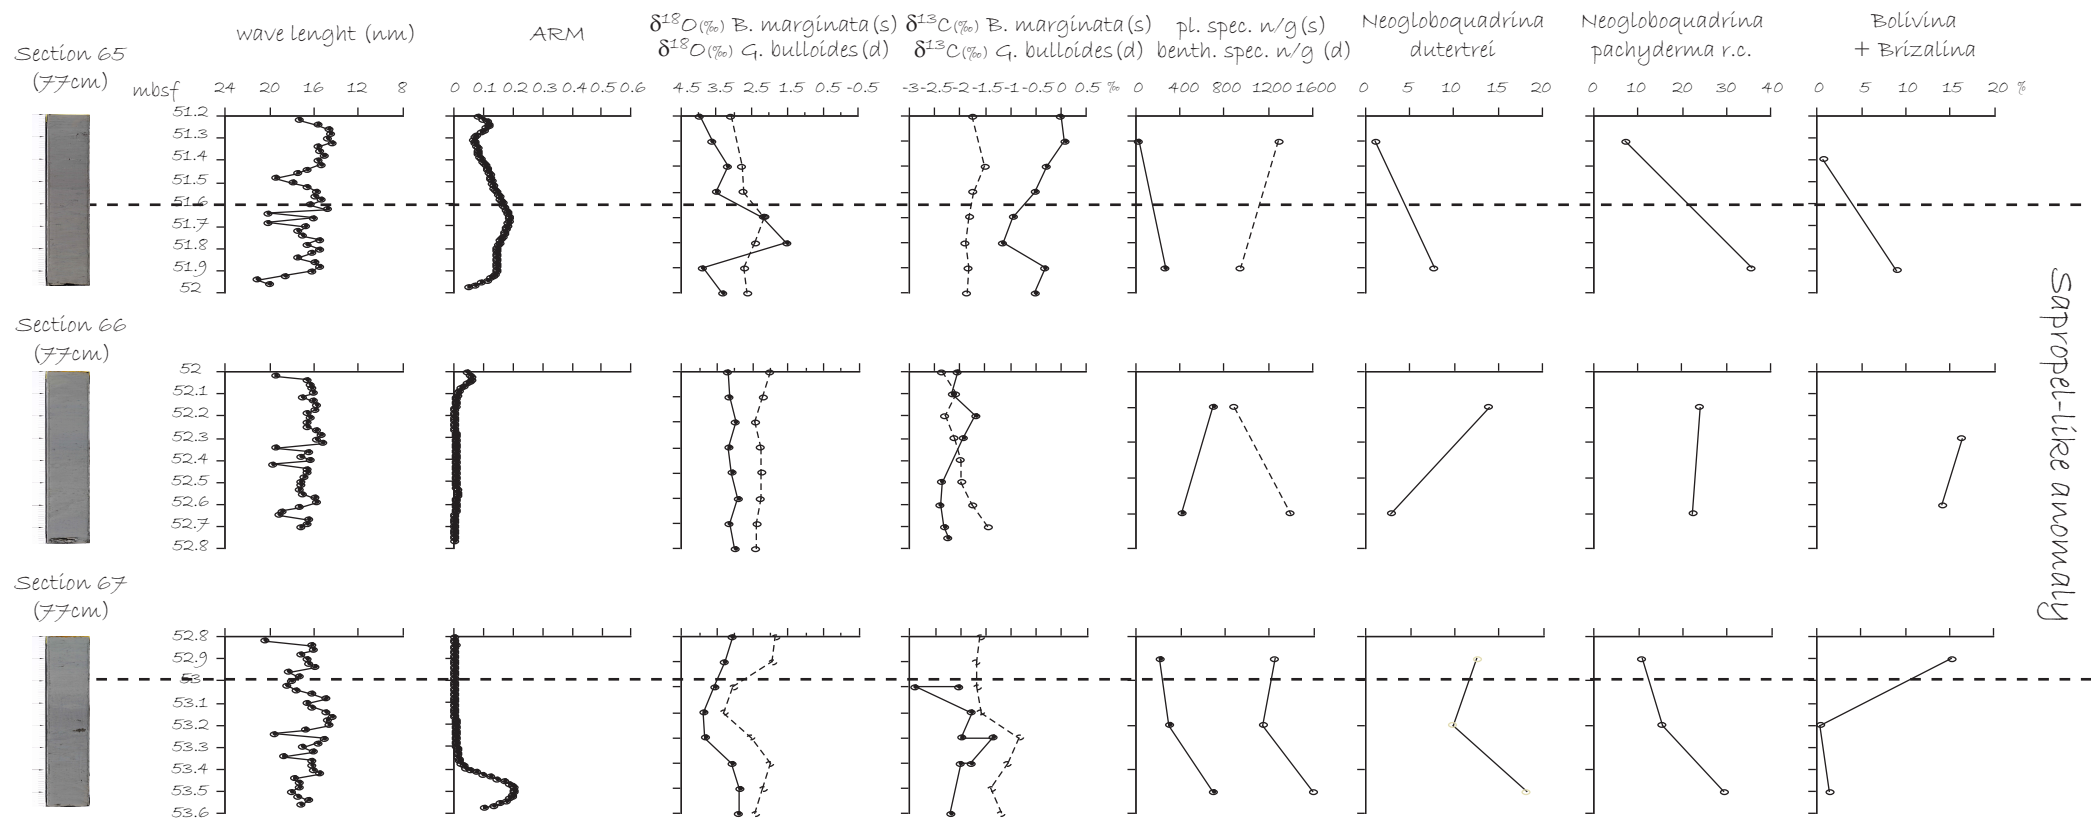 wave lenght (nm)
ARM
δ18O(‰) B. marginata (s)
δ18O(‰) G. bulloides (d)
δ13C(‰) B. marginata (s)
δ13C(‰) G. bulloides (d)
pl. spec. n/g (s)
benth. spec. n/g (d)
Neogloboquadrina
dutertrei
Neogloboquadrina
pachyderma r.c.
Bolivina
+ Brizalina
Section 65
(77cm)
mbsf
24 20 16 12 8
0 0.1 0.2 0.3 0.4 0.5 0.6
4.5 3.5 2.5 1.5 0.5 -0.5
-3 -2.5 -2 -1.5 -1 -0.5 0 0.5 ‰
0 400 800 1200 1600
0 5 10 15 20
0 10 20 30 40
0 5 10 15 20 %
51.2
51.3
51.4
51.5
51.6
51.7
51.8
51.9
52
Section 66
(77cm)
52
52.1
52.2
52.3
52.4
52.5
52.6
52.7
52.8
Section 67
(77cm)
52.8
52.9
53
53.1
53.2
53.3
53.4
53.5
53.6
Sapropel-like anomaly